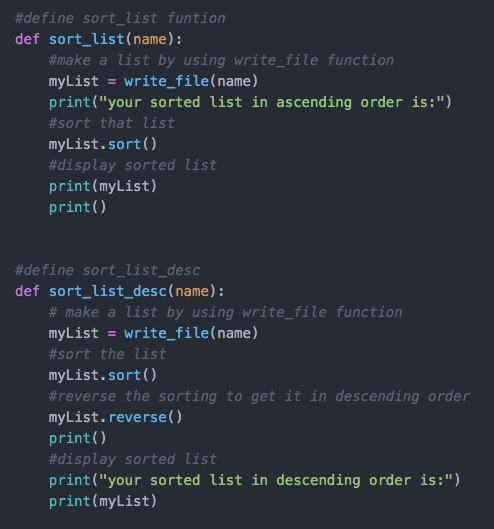 #define sort_list funtion
def sort_list(name):
    #make a list by using write_file function
    myList = write_file(name)
    print("your sorted list in ascending order is:")
    #sort that list
    myList.sort()
    #display sorted list
    print(myList)
    print()
#define sort_list_desc
def sort_list_desc(name):
    # make a list by using write_file function
    myList = write_file(name)
    #sort the list
    myList.sort()
    #reverse the sorting to get it in descending order
    myList.reverse()
    print()
    #display sorted list
    print("your sorted list in descending order is:")
    print(myList)